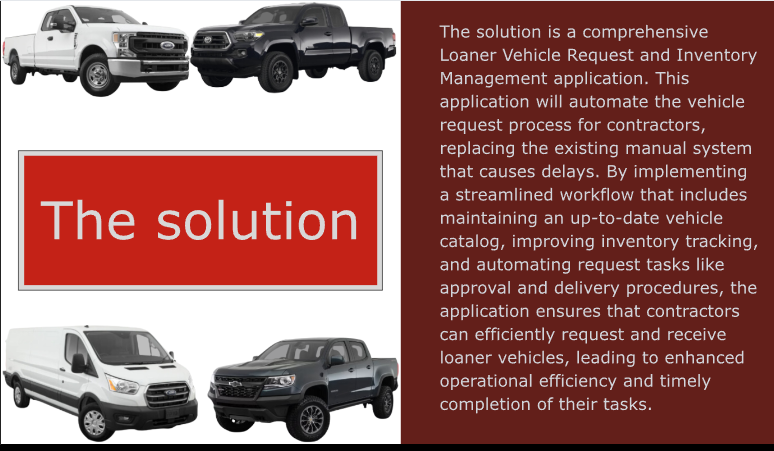 The solution
The solution is a comprehensive
Loaner Vehicle Request and Inventory
Management application. This
application will automate the vehicle
request process for contractors,
replacing the existing manual system
that causes delays. By implementing
a streamlined workflow that includes
maintaining an up-to-date vehicle
catalog, improving inventory tracking,
and automating request tasks like
approval and delivery procedures, the
application ensures that contractors
can efficiently request and receive
loaner vehicles, leading to enhanced
operational efficiency and timely
completion of their tasks.